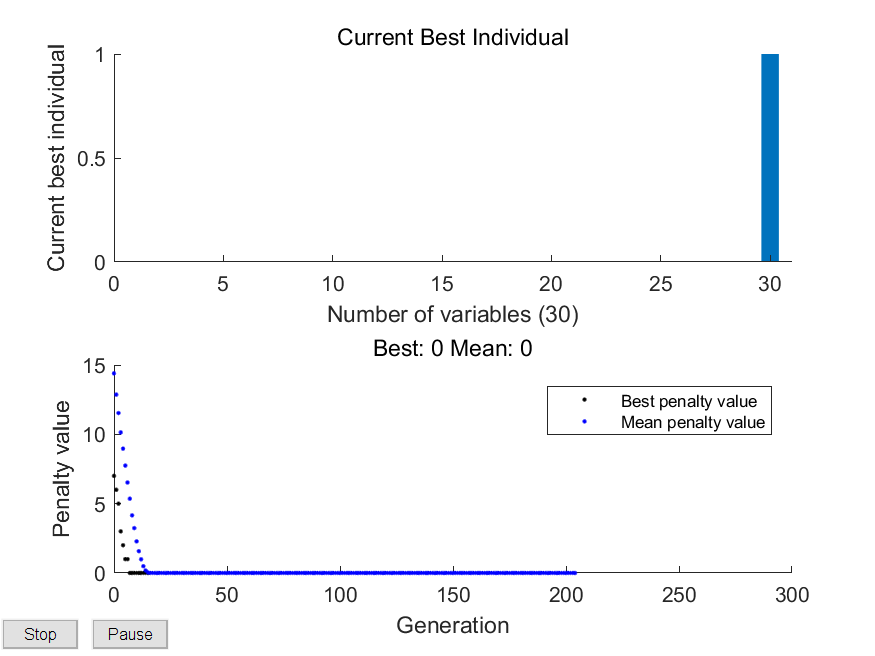 Current Best Individual
Current best individual
1
0.5
0
0 5 10 15 20 25 30
Number of variables (30)
Best: 0 Mean: 0
Penalty value
15
10
5
0
Best penalty value
Mean penalty value
0 50 100 150 200 250 300
Generation
Stop Pause